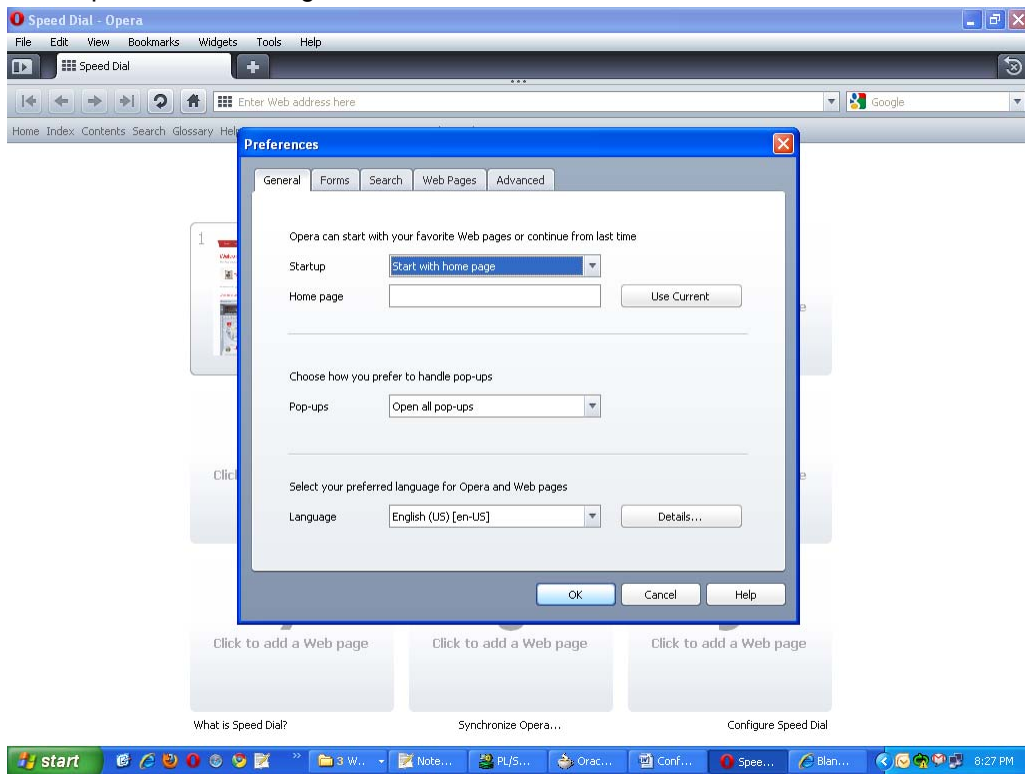 Speed Dial - Opera
File Edit View Bookmarks Widgets Tools Help
Speed Dial
Enter Web address here
Google
Home Index Contents Search Glossary Help
Preferences
General Forms Search Web Pages Advanced
1
Opera can start with your favorite Web pages or continue from last time
Startup Start with home page
Home page Use Current
Choose how you prefer to handle pop-ups
Pop-ups Open all pop-ups
Select your preferred language for Opera and Web pages
Language English (US) [en-US] Details...
OK Cancel Help
Click to add a Web page Click to add a Web page Click to add a Web page
What is Speed Dial? Synchronize Opera... Configure Speed Dial
start 3 W... Note... PL/S... Orac... Conf... Spee... Blan... 8:27 PM